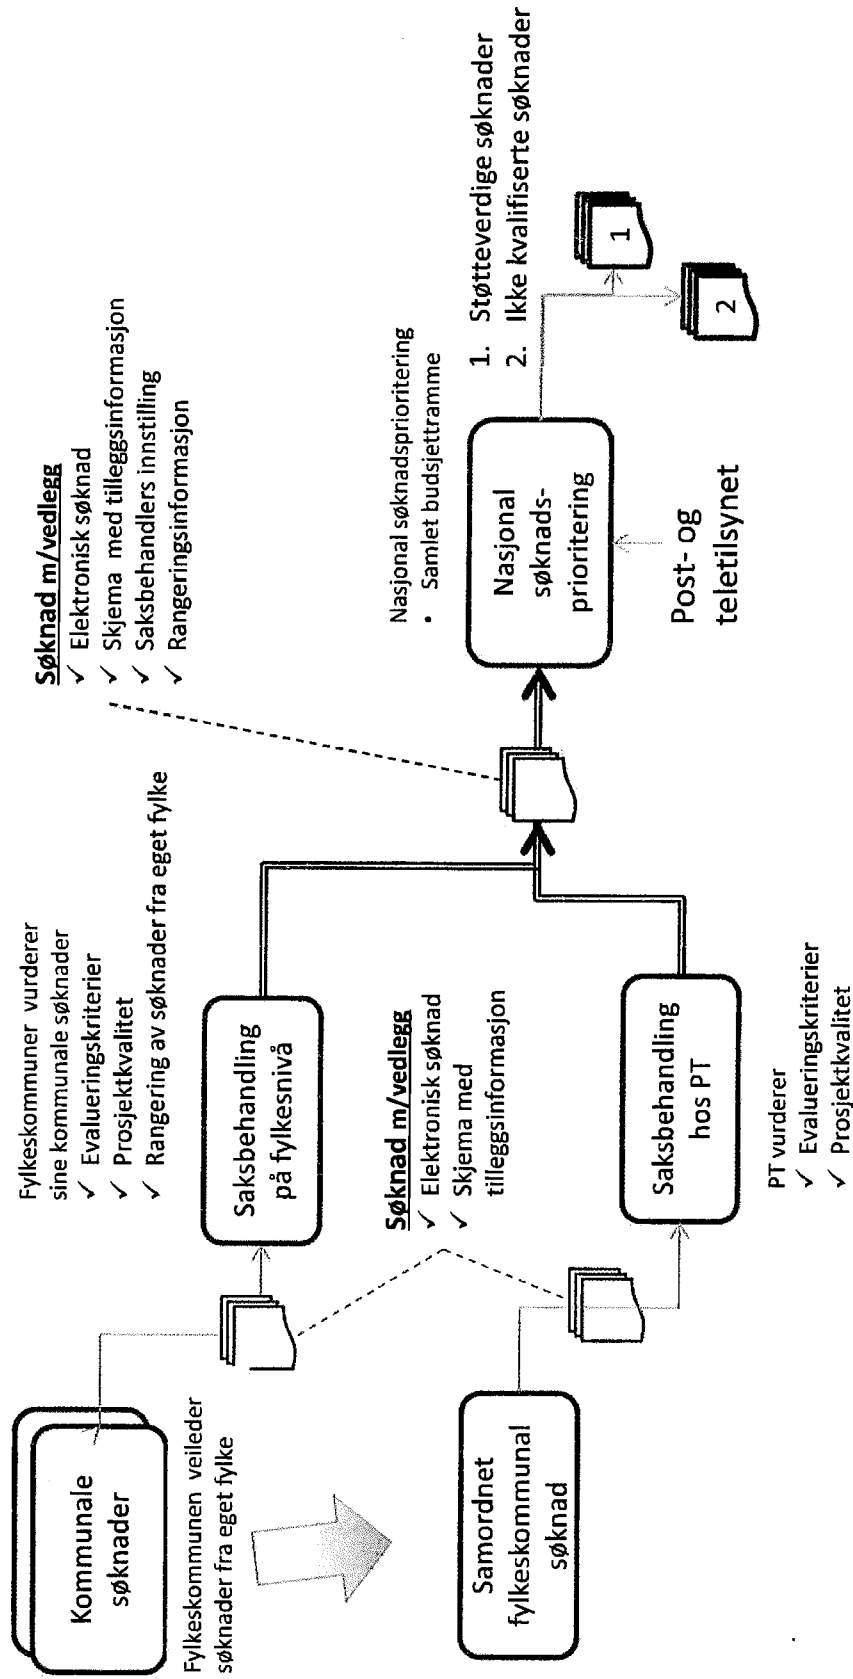 Kommunale
søknader
Fylkeskommunen veileder
søknader fra eget fylke
Samordnet
fylkeskommunal
søknad
Fylkeskommuner vurderer
sine kommunale søknader
✓ Evalueringskriterier
✓ Prosjektkvalitet
✓ Rangering av søknader fra eget fylke
Saksbehandling
på fylkesnivå
Søknad m/vedlegg
✓ Elektronisk søknad
✓ Skjema med
tilleggsinformasjon
Saksbehandling
hos PT
PT vurderer
✓ Evalueringskriterier
✓ Prosjektkvalitet
Søknad m/vedlegg
✓ Elektronisk søknad
✓ Skjema med tilleggsinformasjon
✓ Saksbehandlers innstilling
✓ Rangeringsinformasjon
Nasjonal søknadsprioritering
• Samlet budsjettramme
Nasjonal
søknads-
prioritering
Post- og
teletilsynet
1. Støtteverdige søknader
2. Ikke kvalifiserte søknader
1
2